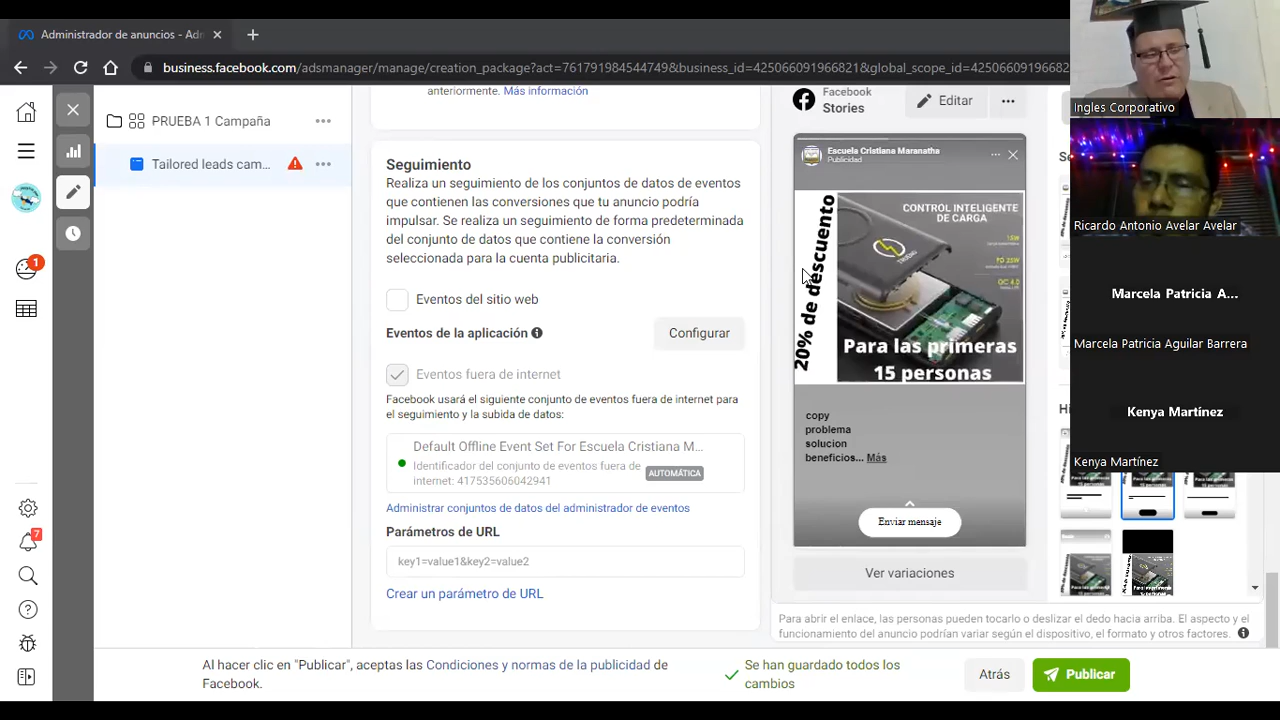 Administrador de anuncios - Adm
business.facebook.com/adsmanager/manage/creation_package?act=761791984544749&business_id=425066091966821&global_scope_id=42506609196682
PRUEBA 1 Campaña
Tailored leads cam...
1
7
anteriormente. Más información
Seguimiento
Realiza un seguimiento de los conjuntos de datos de eventos
que contienen las conversiones que tu anuncio podría
impulsar. Se realiza un seguimiento de forma predeterminada
del conjunto de datos que contiene la conversión
seleccionada para la cuenta publicitaria.
Eventos del sitio web
Eventos de la aplicación
Configurar
Eventos fuera de internet
Facebook usará el siguiente conjunto de eventos fuera de internet para
el seguimiento y la subida de datos:
Default Offline Event Set For Escuela Cristiana M...
Identificador del conjunto de eventos fuera de
internet: 417535606042941
AUTOMÁTICA
Administrar conjuntos de datos del administrador de eventos
Parámetros de URL
key1=value1&key2=value2
Crear un parámetro de URL
Facebook
Stories
Editar
Escuela Cristiana Maranatha
Publicidad
20% de descuento
CONTROL INTELIGENTE
DE CARGA
Para las primeras
15 personas
copy
problema
solucion
beneficios... Más
Enviar mensaje
Ver variaciones
Para abrir el enlace, las personas pueden tocarlo o deslizar el dedo hacia arriba. El aspecto y el
funcionamiento del anuncio podrían variar según el dispositivo, el formato y otros factores.
Al hacer clic en "Publicar", aceptas las Condiciones y normas de la publicidad de
Facebook.
Se han guardado todos los
cambios
Atrás
Publicar
Ingles Corporativo
Ricardo Antonio Avelar Avelar
Marcela Patricia A...
Marcela Patricia Aguilar Barrera
Kenya Martínez
Kenya Martínez